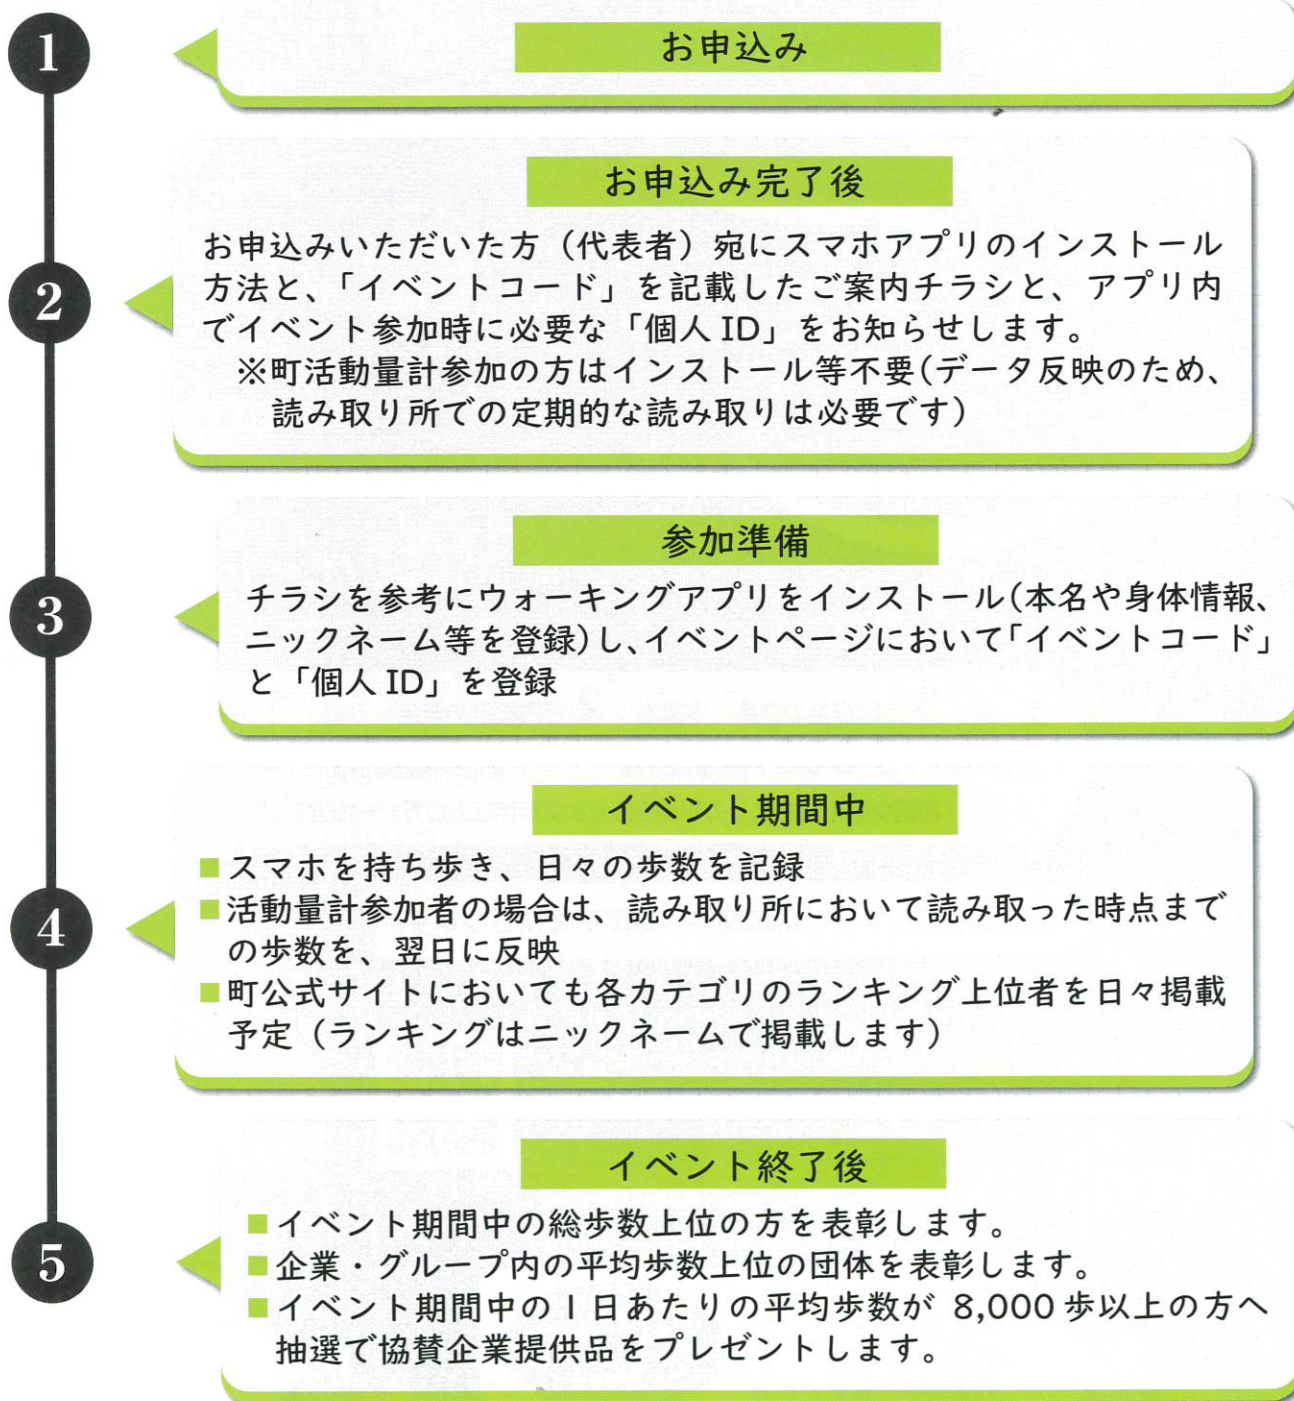 1
お申込み
お申込み完了後
2
お申込みいただいた方（代表者）宛にスマホアプリのインストール
方法と、「イベントコード」を記載したご案内チラシと、アプリ内
でイベント参加時に必要な「個人 ID」をお知らせします。
※町活動量計参加の方はインストール等不要(データ反映のため、
読み取り所での定期的な読み取りは必要です)
3
参加準備
チラシを参考にウォーキングアプリをインストール(本名や身体情報、
ニックネーム等を登録)し、イベントページにおいて「イベントコード」
と「個人 ID」を登録
4
イベント期間中
■スマホを持ち歩き、日々の歩数を記録
■活動量計参加者の場合は、読み取り所において読み取った時点まで
の歩数を、翌日に反映
■町公式サイトにおいても各カテゴリのランキング上位者を日々掲載
予定（ランキングはニックネームで掲載します）
5
イベント終了後
■イベント期間中の総歩数上位の方を表彰します。
■企業・グループ内の平均歩数上位の団体を表彰します。
■イベント期間中の１日あたりの平均歩数が 8,000 歩以上の方へ
抽選で協賛企業提供品をプレゼントします。